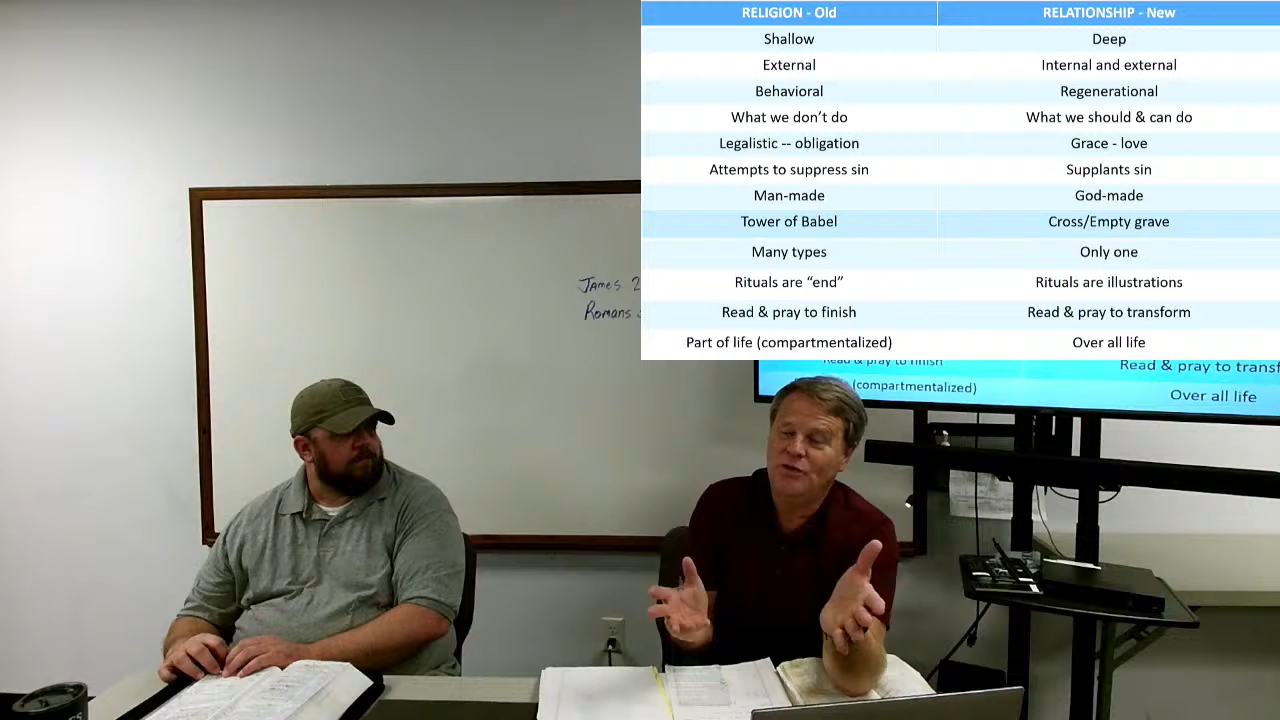 RELIGION - Old RELATIONSHIP - New
Shallow Deep
External Internal and external
Behavioral Regenerational
What we don’t do What we should & can do
Legalistic -- obligation Grace - love
Attempts to suppress sin Supplants sin
Man-made God-made
Tower of Babel Cross/Empty grave
Many types Only one
Rituals are “end” Rituals are illustrations
Read & pray to finish Read & pray to transform
Part of life (compartmentalized) Over all life
James 2
Romans
Read & pray to finish Read & pray to transf
(compartmentalized) Over all life